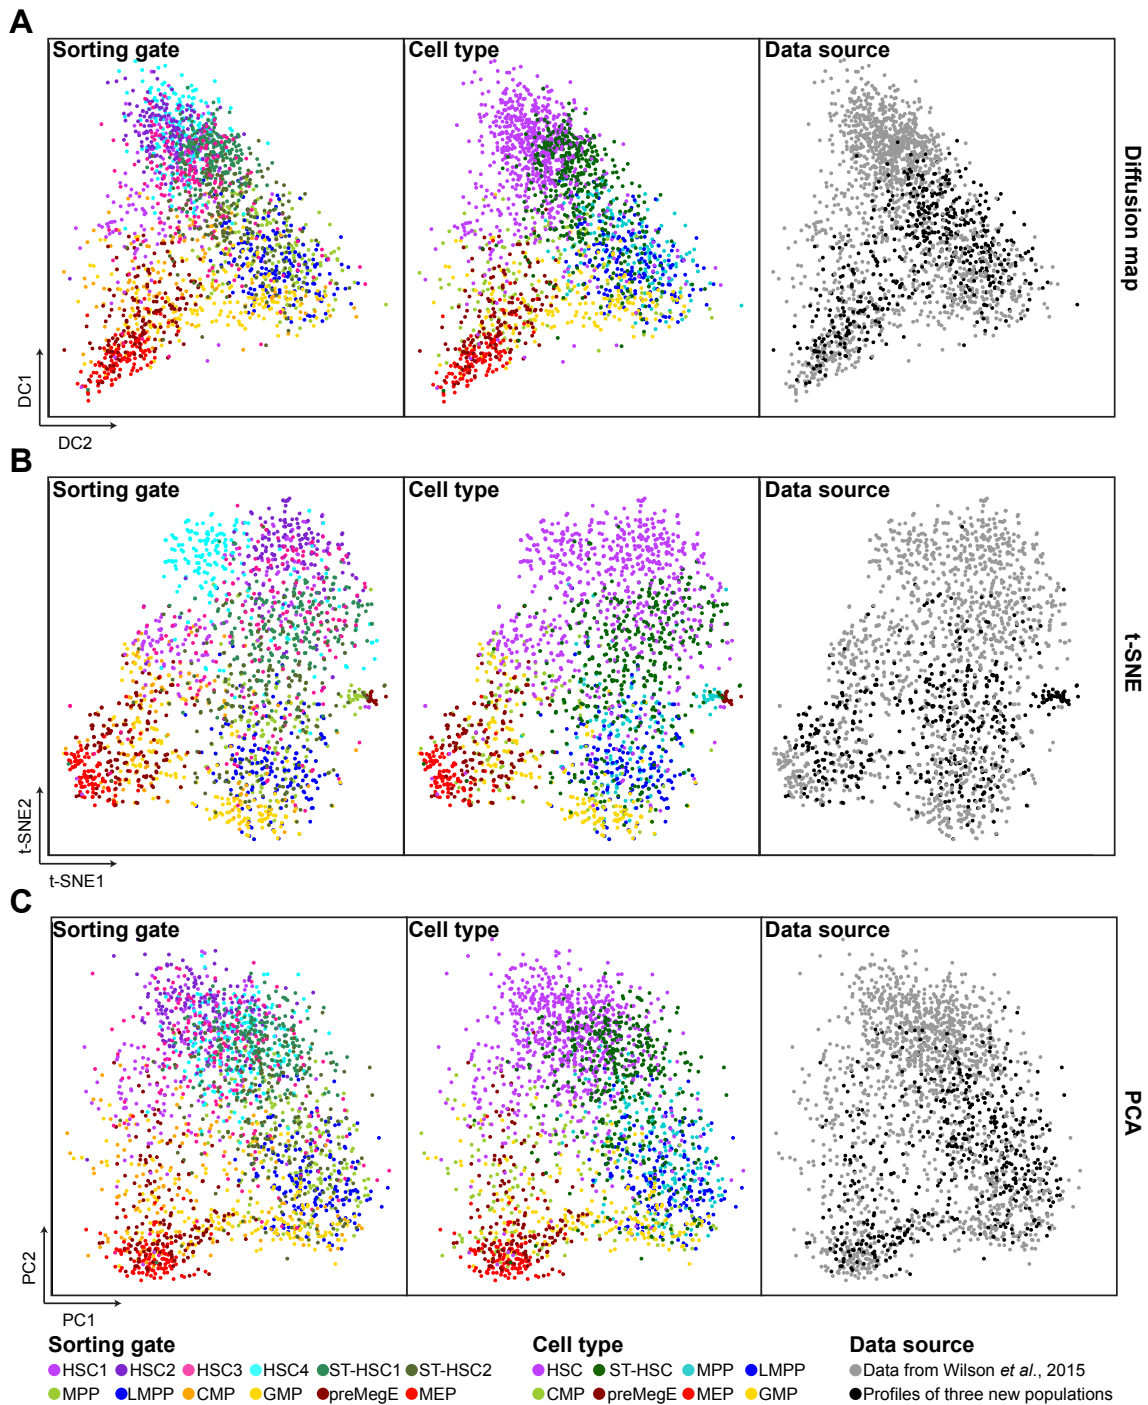 A
Sorting gate
Cell type
Data source
Diffusion map
DC1
DC2
B
Sorting gate
Cell type
Data source
t-SNE
t-SNE2
t-SNE1
C
Sorting gate
Cell type
Data source
PCA
PC2
PC1
Sorting gate
HSC1 HSC2 HSC3 HSC4 ST-HSC1 ST-HSC2
MPP LMPP CMP GMP preMegE MEP
Cell type
HSC ST-HSC MPP LMPP
CMP preMegE MEP GMP
Data source
Data from Wilson et al., 2015
Profiles of three new populations